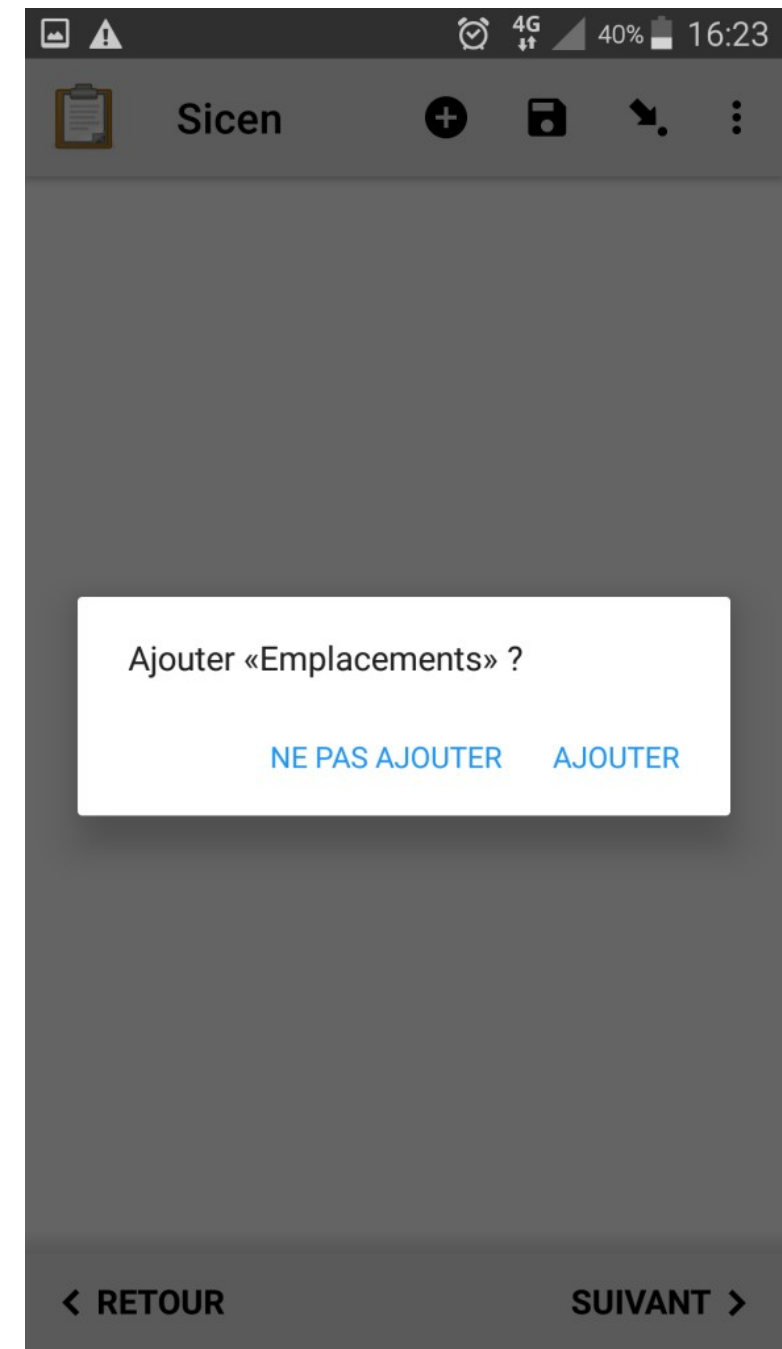 4G 40% 16:23
Sicen
Ajouter «Emplacements» ?
NE PAS AJOUTER AJOUTER
RETOUR SUIVANT